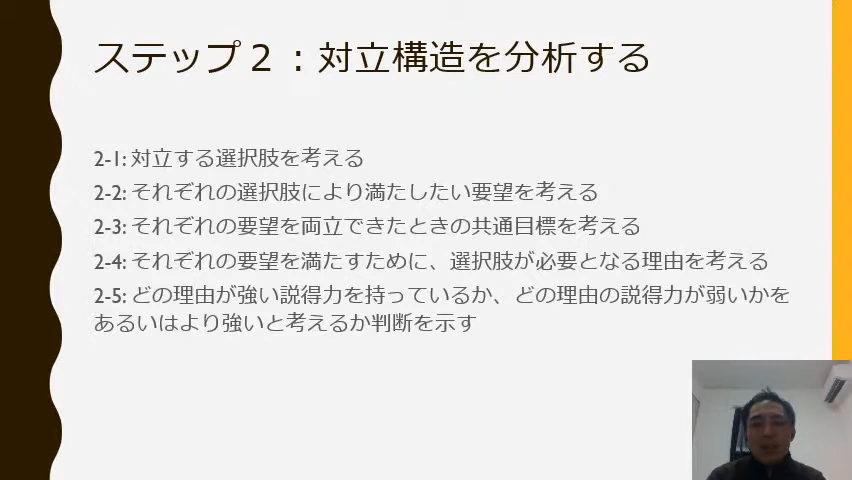 ステップ２：対立構造を分析する
2-1: 対立する選択肢を考える
2-2: それぞれの選択肢により満たしたい要望を考える
2-3: それぞれの要望を両立できたときの共通目標を考える
2-4: それぞれの要望を満たすために、選択肢が必要となる理由を考える
2-5: どの理由が強い説得力を持っているか、どの理由の説得力が弱いかを
あるいはより強いと考えるか判断を示す